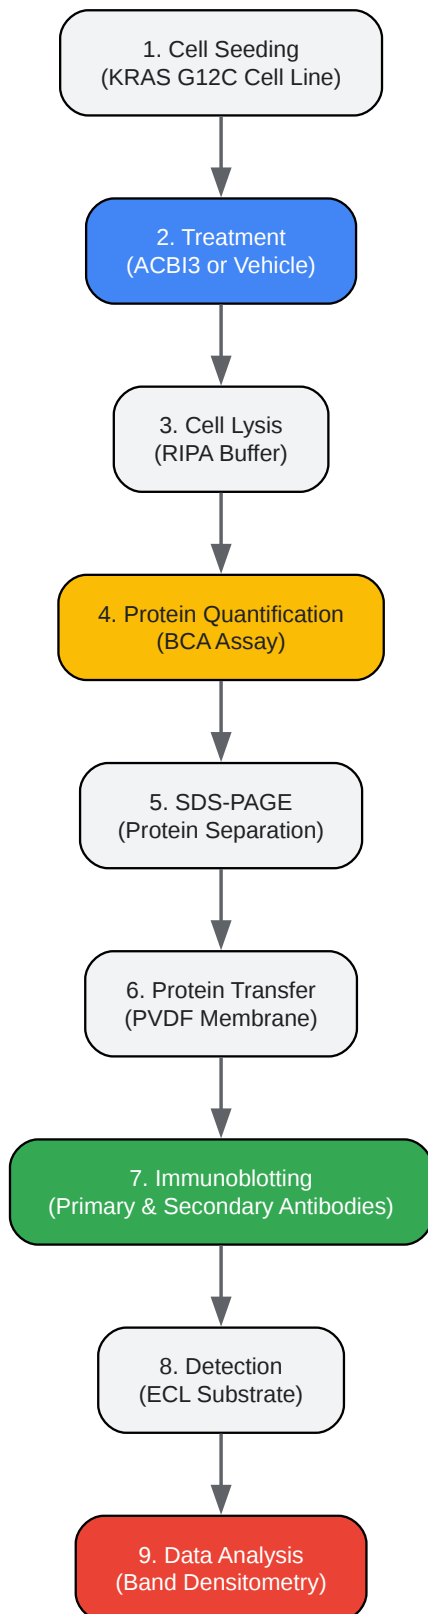 1. Cell Seeding
(KRAS G12C Cell Line)
2. Treatment
(ACBI3 or Vehicle)
3. Cell Lysis
(RIPA Buffer)
4. Protein Quantification
(BCA Assay)
5. SDS-PAGE
(Protein Separation)
6. Protein Transfer
(PVDF Membrane)
7. Immunoblotting
(Primary & Secondary Antibodies)
8. Detection
(ECL Substrate)
9. Data Analysis
(Band Densitometry)